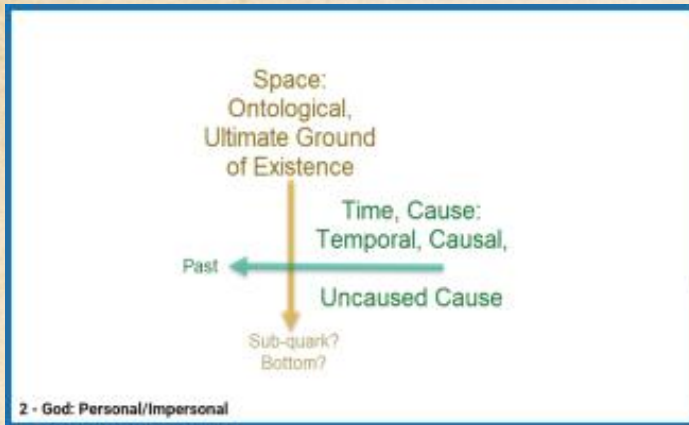 Space:
Ontological,
Ultimate Ground
of Existence
Time, Cause:
Temporal, Causal,
Past
Uncaused Cause
Sub-quark?
Bottom?
2 - God: Personal/Impersonal